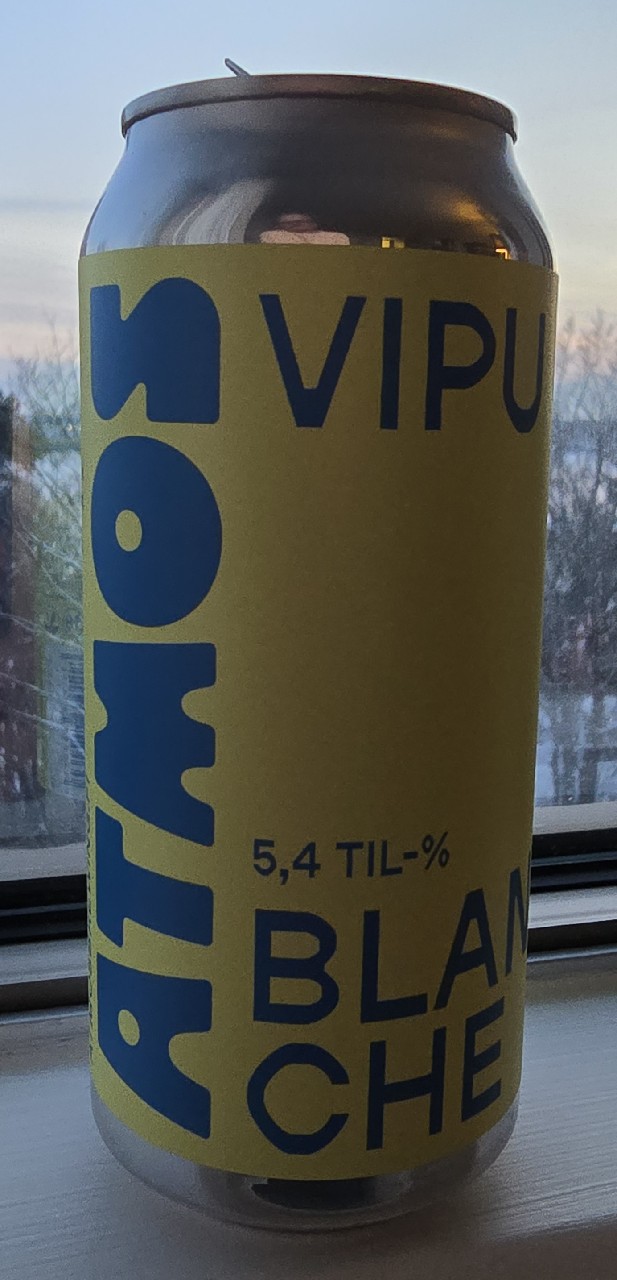 ATMOS
VIPU
5,4 TIL-%
BLAN
CHE